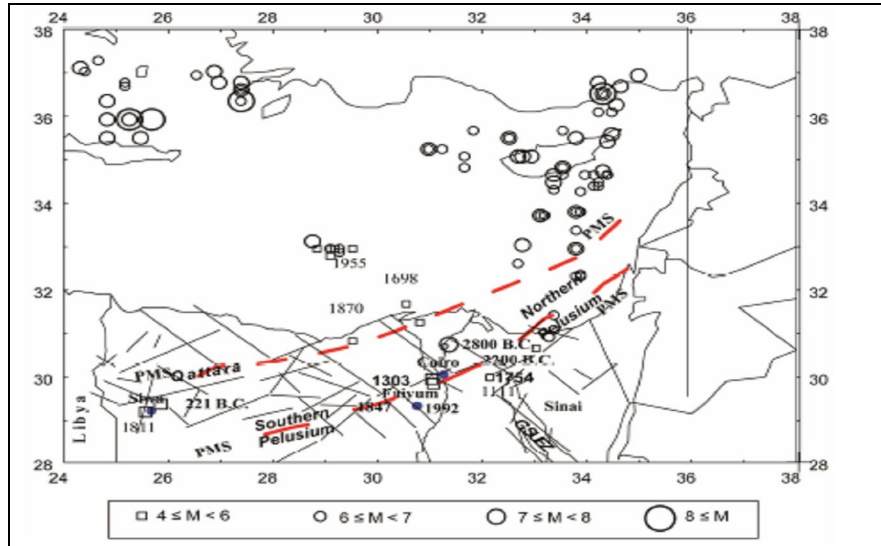 24 26 28 30 32 34 36 38
38 38
36 36
PMS
34 34
1955
1698
32 32
1870
Northern Pelusium
PMS
2800 B.C.
Cairo 2200 B.C.
PMS Qattara
30 30
1303 1754
Faiyum 1111
Siwa
221 B.C. 1847 1992 Sinai
Libya
1811
Southern
Pelusium
PMS
GSFZ
28 28
24 26 28 30 32 34 36 38
4 ≤ M < 6 6 ≤ M < 7 7 ≤ M < 8 8 ≤ M